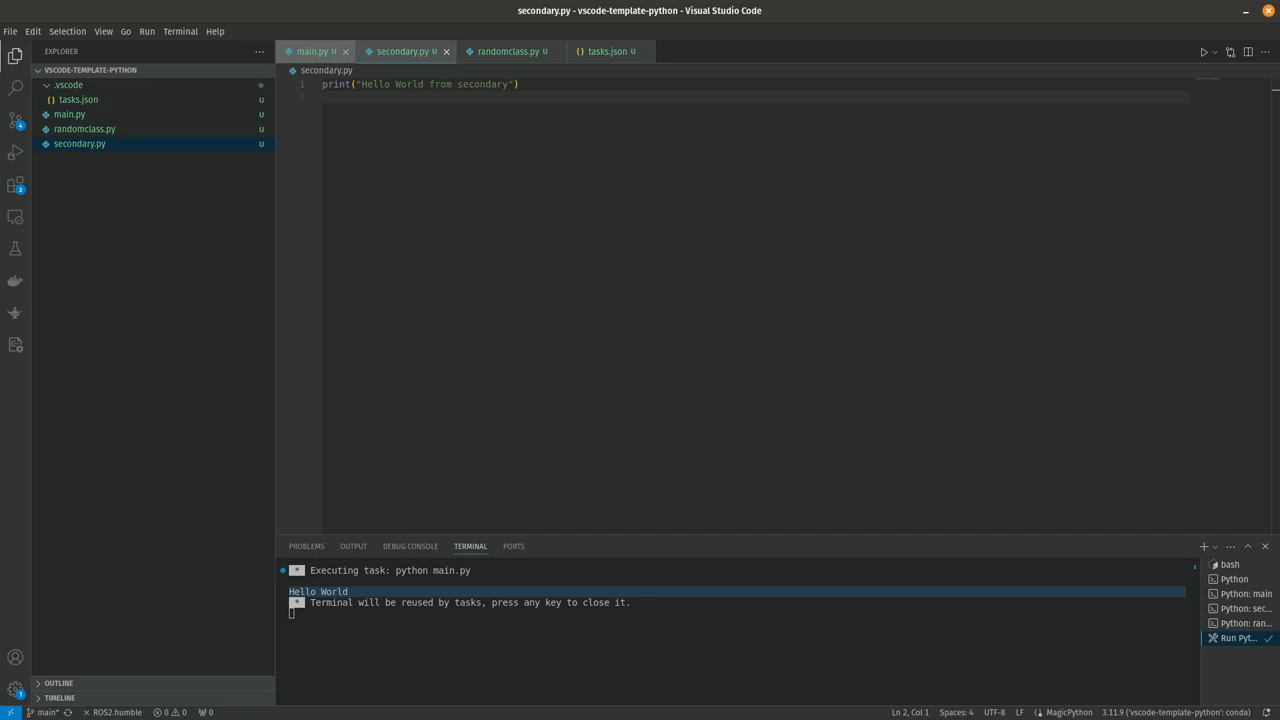 secondary.py - vscode-template-python - Visual Studio Code
File Edit Selection View Go Run Terminal Help
EXPLORER
VSCODE-TEMPLATE-PYTHON
.vscode
{} tasks.json U
main.py U
randomclass.py U
secondary.py U
OUTLINE
TIMELINE
4
2
1
main.py U
secondary.py U
randomclass.py U
{} tasks.json U
secondary.py
1 print("Hello World from secondary")
2
PROBLEMS OUTPUT DEBUG CONSOLE TERMINAL PORTS
* Executing task: python main.py
Hello World
* Terminal will be reused by tasks, press any key to close it.
bash
Python
Python: main
Python: sec...
Python: ran...
Run Pyt...
main* ROS2.humble 0 0 0 Ln 2, Col 1 Spaces: 4 UTF-8 LF MagicPython 3.11.9 ('vscode-template-python': conda)